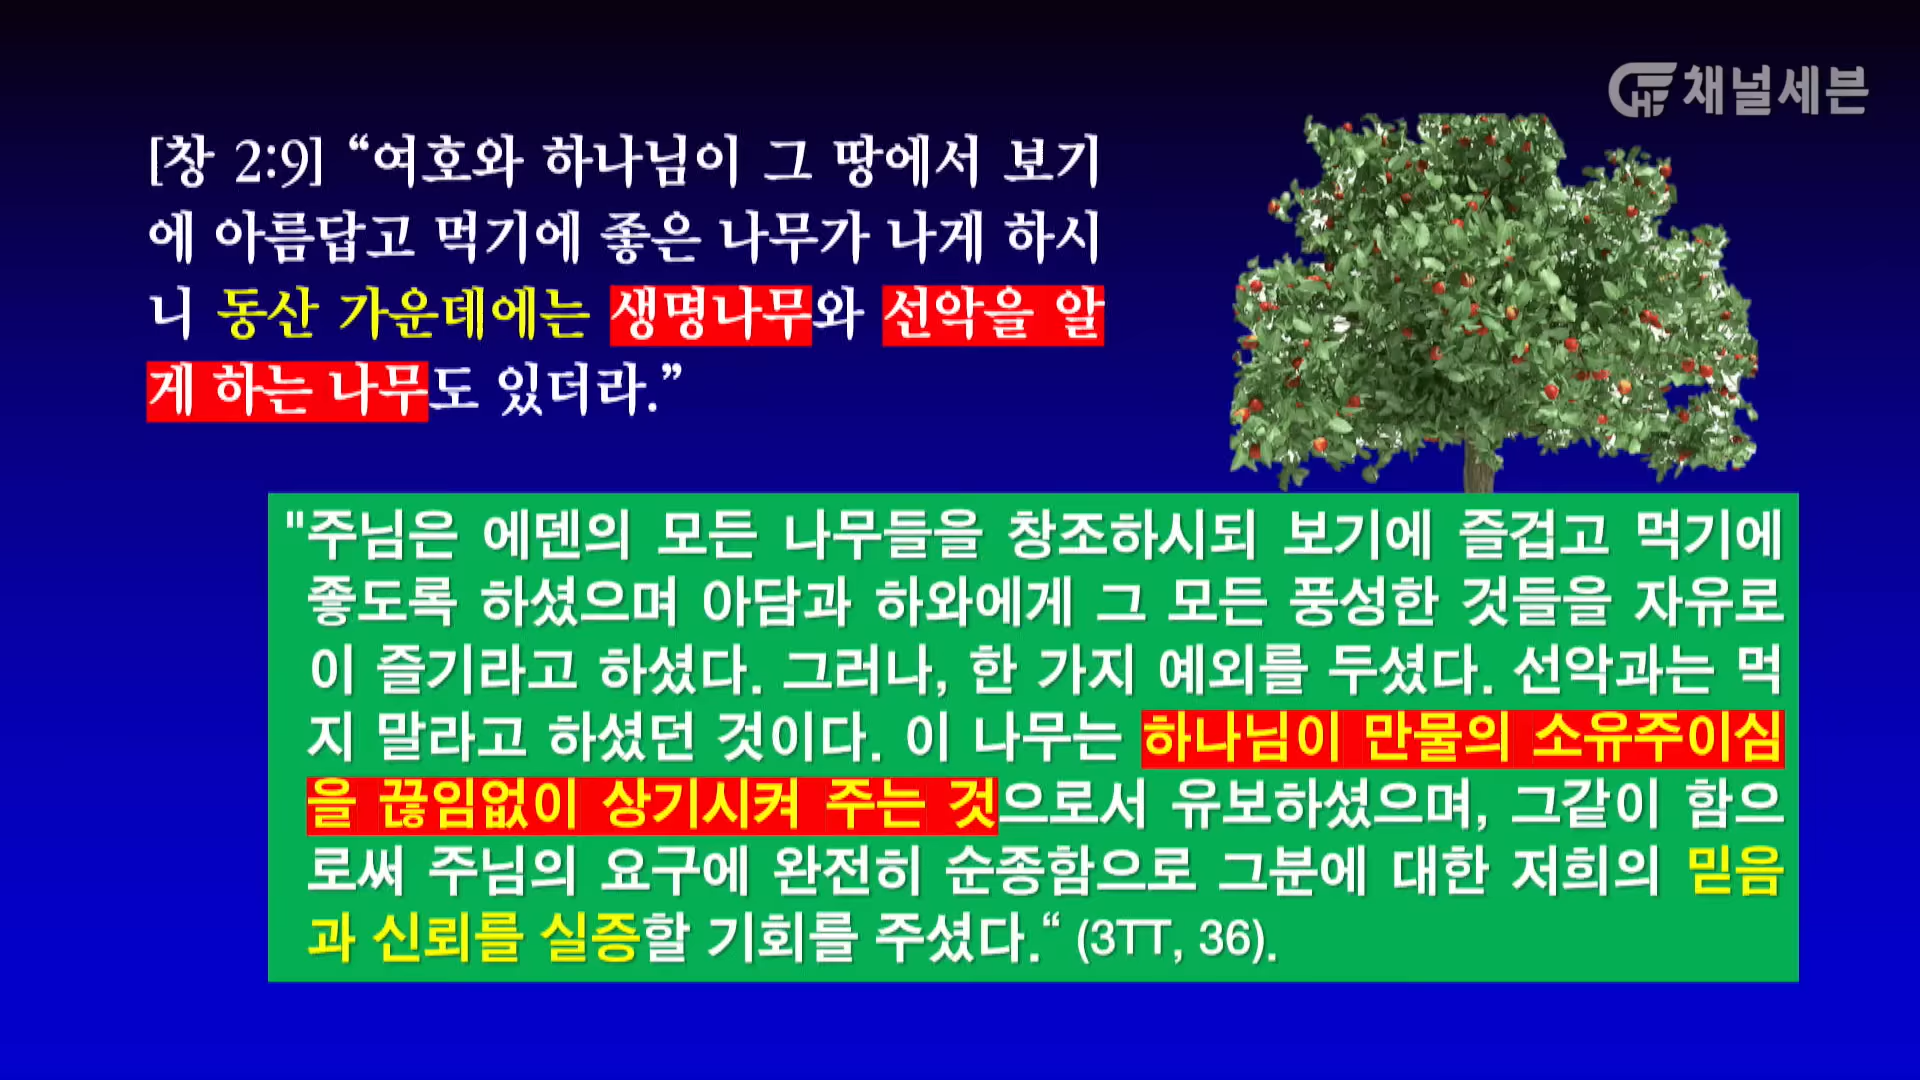 채널세븐
[창 2:9] “여호와 하나님이 그 땅에서 보기
에 아름답고 먹기에 좋은 나무가 나게 하시
니 동산 가운데에는 생명나무와 선악을 알
게 하는 나무도 있더라.”
"주님은 에덴의 모든 나무들을 창조하시되 보기에 즐겁고 먹기에
좋도록 하셨으며 아담과 하와에게 그 모든 풍성한 것들을 자유로
이 즐기라고 하셨다. 그러나, 한 가지 예외를 두셨다. 선악과는 먹
지 말라고 하셨던 것이다. 이 나무는 하나님이 만물의 소유주이심
을 끊임없이 상기시켜 주는 것으로서 유보하셨으며, 그같이 함으
로써 주님의 요구에 완전히 순종함으로 그분에 대한 저희의 믿음
과 신뢰를 실증할 기회를 주셨다.“ (3TT, 36).